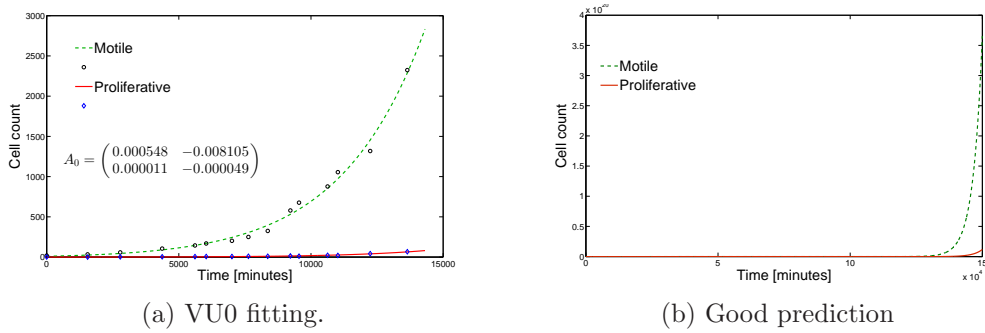 3000
2500
2000
1500
1000
500
0
Cell count
Motile
Proliferative
A₀ = (0.000548 −0.008105
0.000011 −0.000049)
0 5000 10000 15000
Time [minutes]
(a) VU0 fitting.
4
3.5
3
2.5
2
1.5
1
0.5
0
Cell count
Motile
Proliferative
0 5 10 15
x 10⁴
Time [minutes]
(b) Good prediction